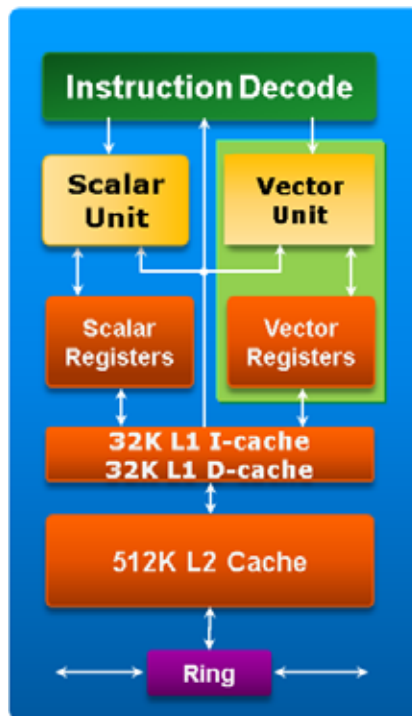 Instruction Decode
Scalar
Unit
Vector
Unit
Scalar
Registers
Vector
Registers
32K L1 I-cache
32K L1 D-cache
512K L2 Cache
Ring